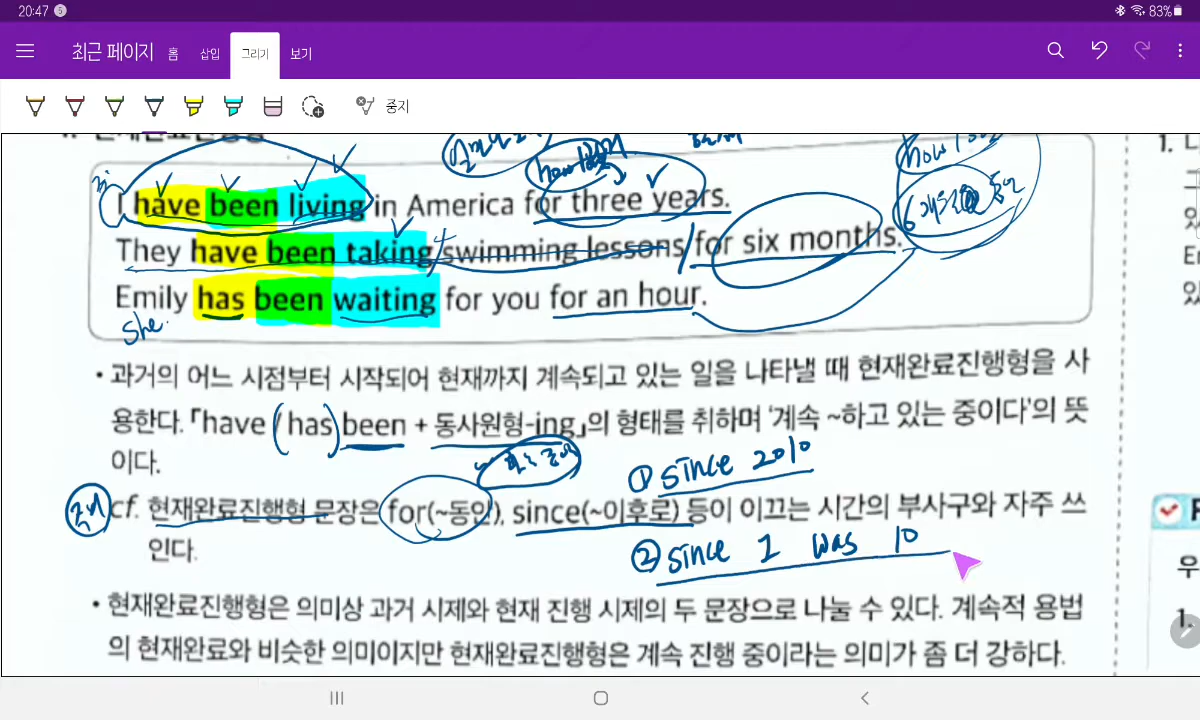 20:47 5 83%
최근 페이지 홈 삽입 그리기 보기
중지
how long
how long
1.
I have been living in America for three years.
They have been taking swimming lessons for six months.
Emily has been waiting for you for an hour.
she.
• 과거의 어느 시점부터 시작되어 현재까지 계속되고 있는 일을 나타낼 때 현재완료진행형을 사
용한다. 「have (has) been + 동사원형-ing」의 형태를 취하며 '계속 ~하고 있는 중이다'의 뜻
이다.
① since 2010
cf. 현재완료진행형 문장은 for(~동안), since(~이후로) 등이 이끄는 시간의 부사구와 자주 쓰
인다.
② since I was 10
• 현재완료진행형은 의미상 과거 시제와 현재 진행 시제의 두 문장으로 나눌 수 있다. 계속적 용법
의 현재완료와 비슷한 의미이지만 현재완료진행형은 계속 진행 중이라는 의미가 좀 더 강하다.
우
1.